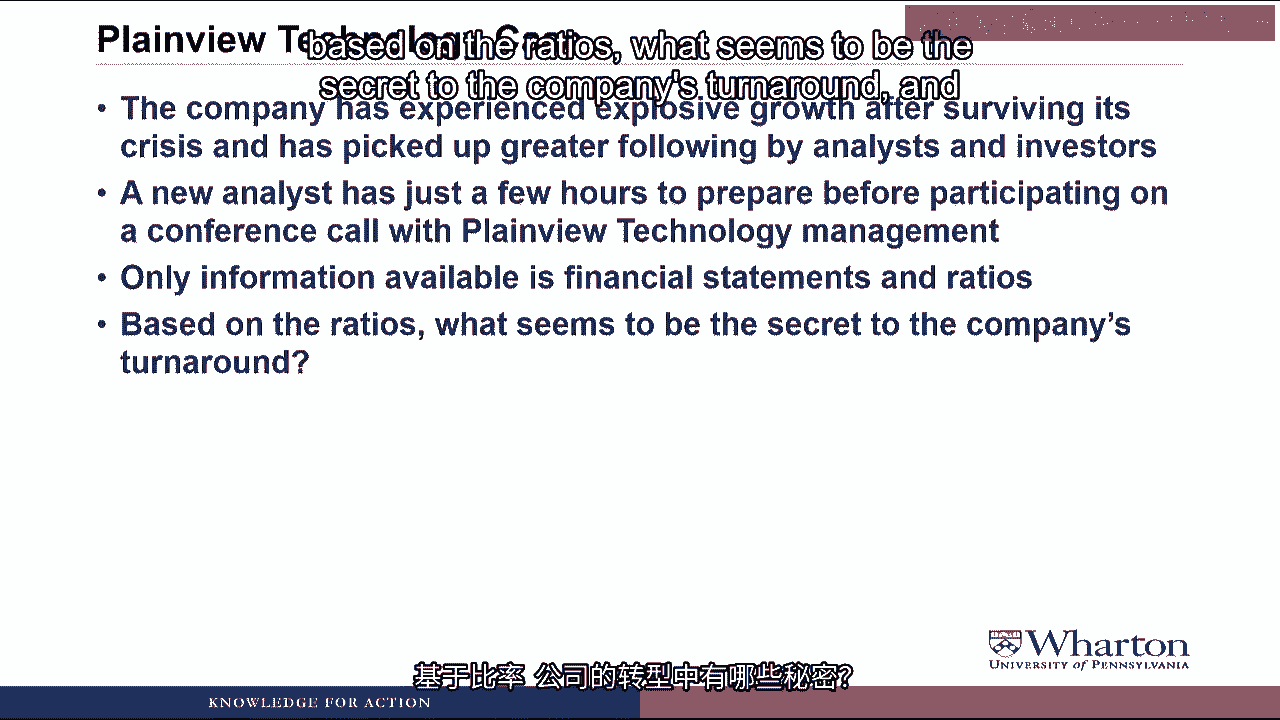 Plainview Technology Case
based on the ratios, what seems to be the
secret to the company's turnaround, and
• The company has experienced explosive growth after surviving its
crisis and has picked up greater following by analysts and investors
• A new analyst has just a few hours to prepare before participating on
a conference call with Plainview Technology management
• Only information available is financial statements and ratios
• Based on the ratios, what seems to be the secret to the company’s
turnaround?
Wharton
UNIVERSITY of PENNSYLVANIA
基于比率 公司的转型中有哪些秘密?
KNOWLEDGE FOR ACTION